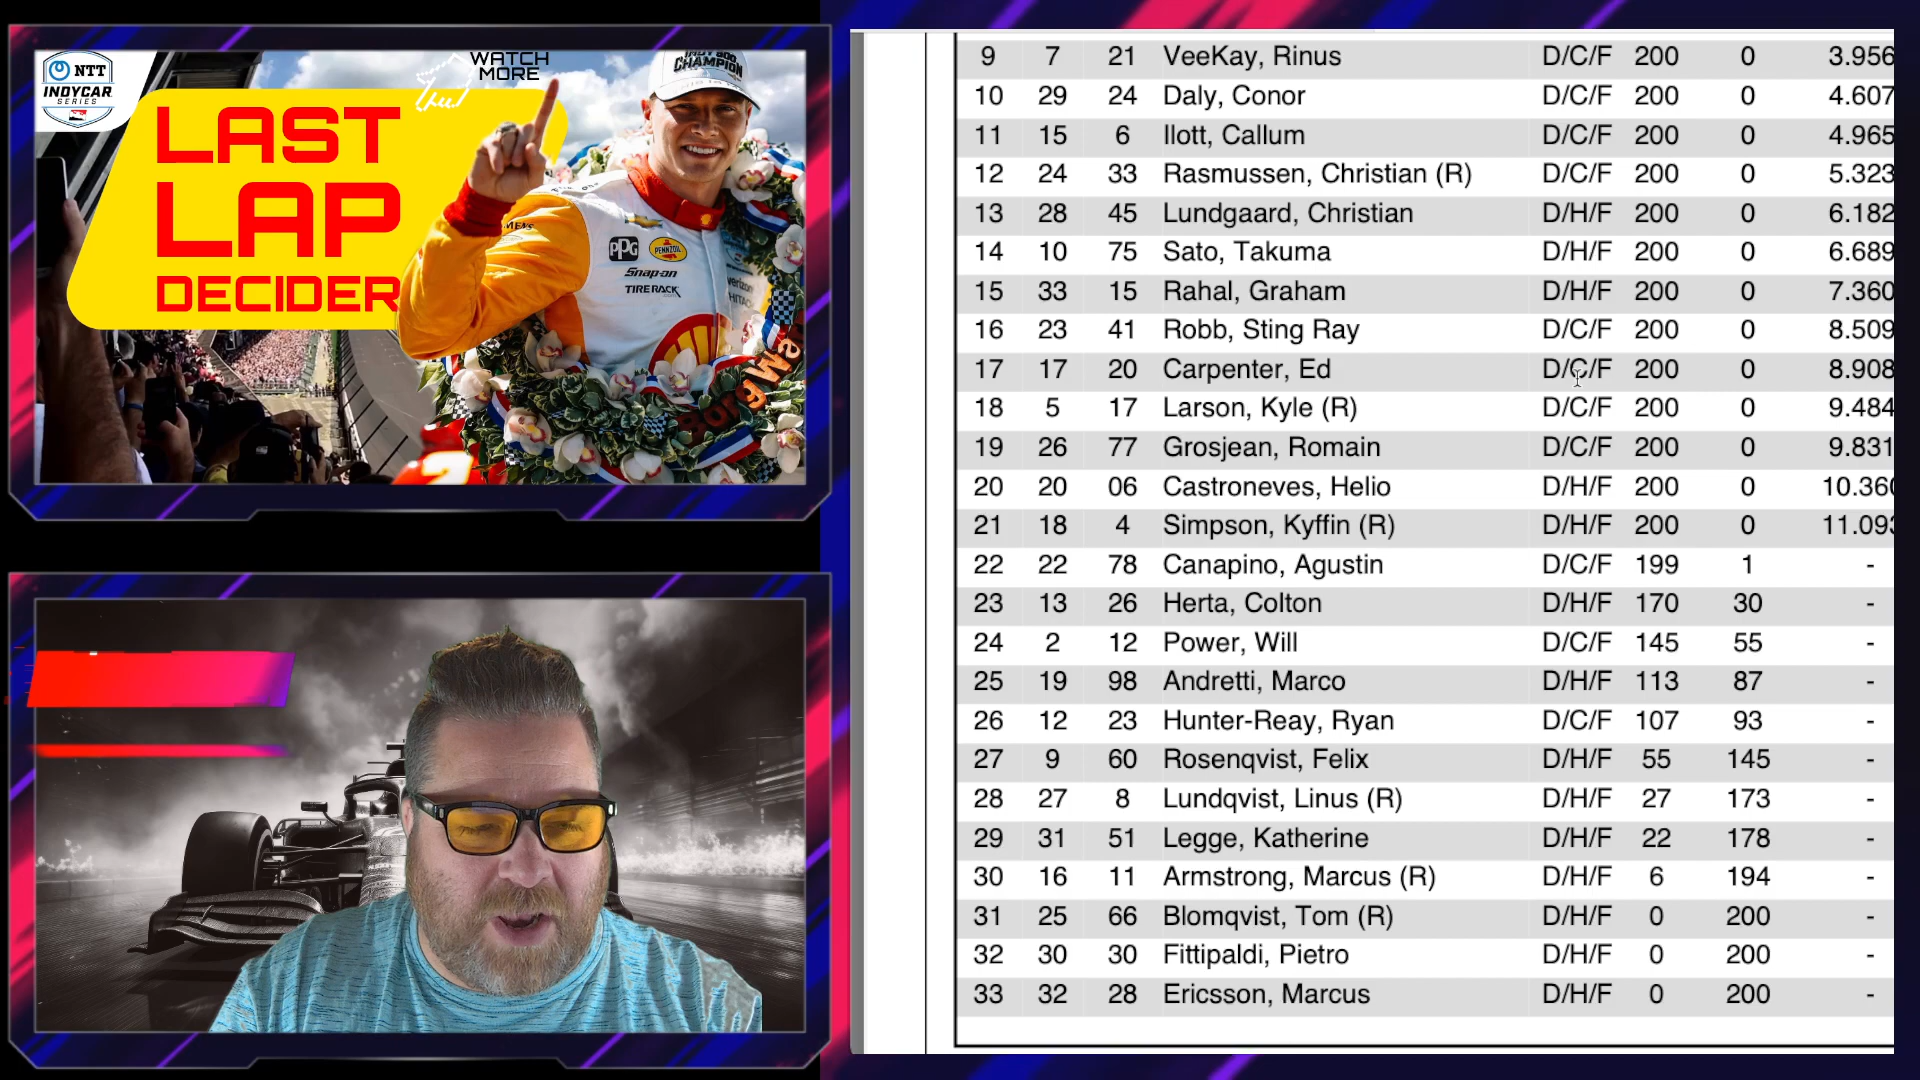 NTT
INDYCAR
SERIES
WATCH
MORE
LAST
LAP
DECIDER
CHAMPION
PPG
PENNZOIL
Snap-on
TIRE RACK
verizon
Borg Wa
9 7 21 VeeKay, Rinus D/C/F 200 0 3.956
10 29 24 Daly, Conor D/C/F 200 0 4.607
11 15 6 Ilott, Callum D/C/F 200 0 4.965
12 24 33 Rasmussen, Christian (R) D/C/F 200 0 5.323
13 28 45 Lundgaard, Christian D/H/F 200 0 6.182
14 10 75 Sato, Takuma D/H/F 200 0 6.689
15 33 15 Rahal, Graham D/H/F 200 0 7.360
16 23 41 Robb, Sting Ray D/C/F 200 0 8.509
17 17 20 Carpenter, Ed D/C/F 200 0 8.908
18 5 17 Larson, Kyle (R) D/C/F 200 0 9.484
19 26 77 Grosjean, Romain D/C/F 200 0 9.831
20 20 06 Castroneves, Helio D/H/F 200 0 10.360
21 18 4 Simpson, Kyffin (R) D/H/F 200 0 11.093
22 22 78 Canapino, Agustin D/C/F 199 1 -
23 13 26 Herta, Colton D/H/F 170 30 -
24 2 12 Power, Will D/C/F 145 55 -
25 19 98 Andretti, Marco D/H/F 113 87 -
26 12 23 Hunter-Reay, Ryan D/C/F 107 93 -
27 9 60 Rosenqvist, Felix D/H/F 55 145 -
28 27 8 Lundqvist, Linus (R) D/H/F 27 173 -
29 31 51 Legge, Katherine D/H/F 22 178 -
30 16 11 Armstrong, Marcus (R) D/H/F 6 194 -
31 25 66 Blomqvist, Tom (R) D/H/F 0 200 -
32 30 30 Fittipaldi, Pietro D/H/F 0 200 -
33 32 28 Ericsson, Marcus D/H/F 0 200 -